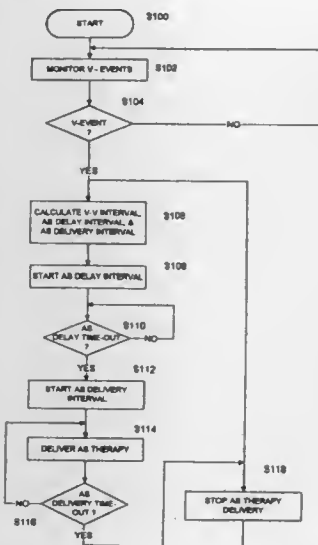 START
S100
MONITOR V - EVENTS
S102
S104
V-EVENT
?
NO
YES
CALCULATE V-V INTERVAL,
AS DELAY INTERVAL, &
AS DELIVERY INTERVAL
S106
START AS DELAY INTERVAL
S108
S110
AS
DELAY TIME-OUT
?
NO
YES
S112
START AS DELIVERY
INTERVAL
S114
DELIVER AS THERAPY
S118
NO
AS
DELIVERY TIME-
OUT ?
STOP AS THERAPY
DELIVERY
S116
YES